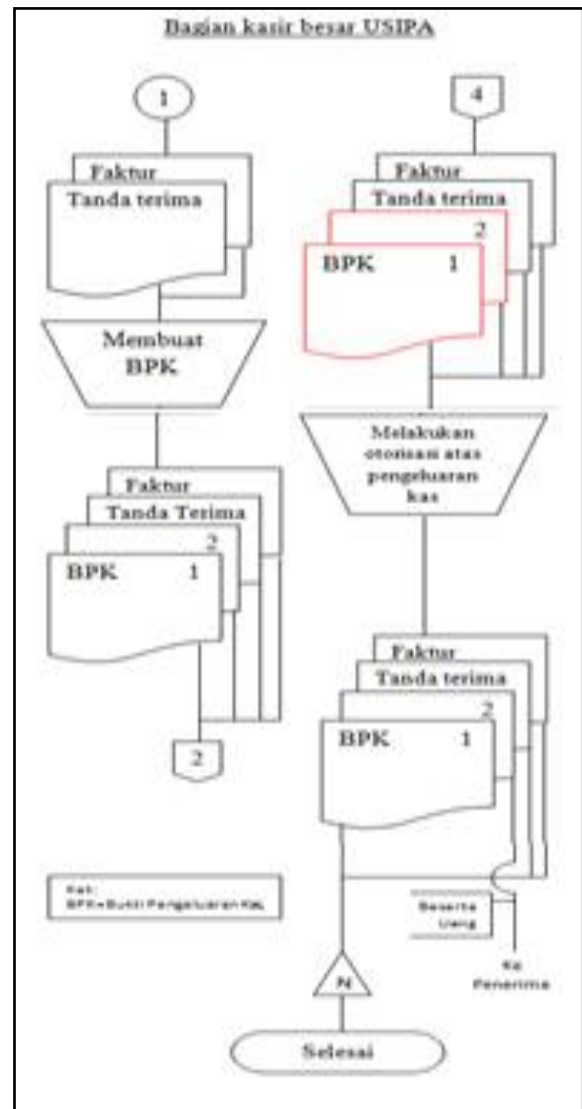 Bagian kasir besar USIPA
1
Faktur
Tanda terima
Membuat
BPK
Faktur
Tanda Terima
2
BPK 1
2
Ket:
BPK=Bukti Pengeluaran Kas
4
Faktur
Tanda terima
2
BPK 1
Melakukan
otorisasi atas
pengeluaran
kas
Faktur
Tanda terima
2
BPK 1
Beserta
Uang
Ke
Penerima
N
Selesai